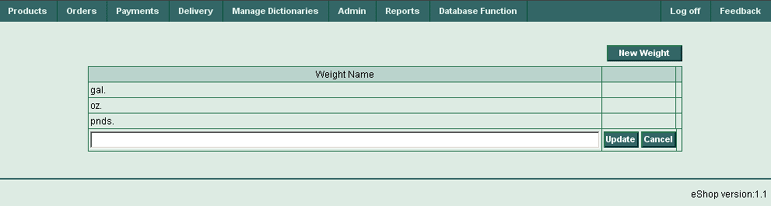 Products Orders Payments Delivery Manage Dictionaries Admin Reports Database Function Log off Feedback
New Weight
Weight Name
gal.
oz.
pnds.
Update Cancel
eShop version:1.1